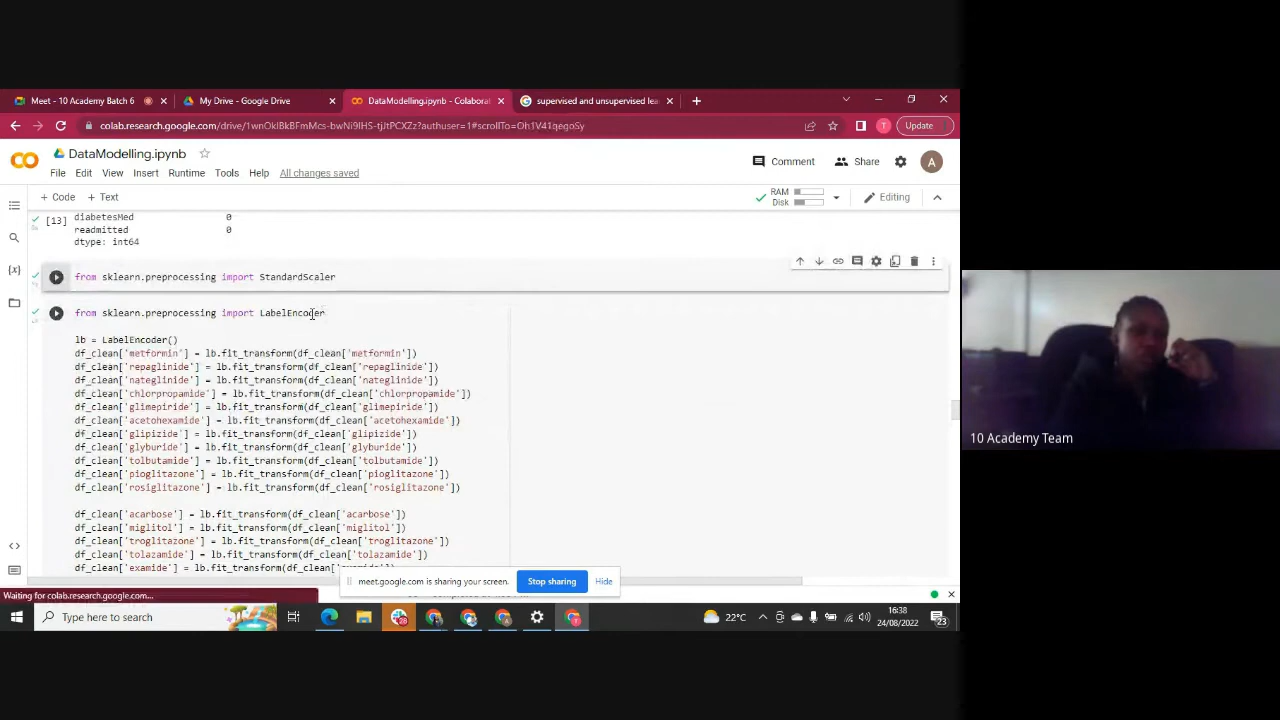 Meet - 10 Academy Batch 6
My Drive - Google Drive
DataModelling.ipynb - Colaborat
supervised and unsupervised lea
colab.research.google.com/drive/1wnOklBkBFmMcs-bwNi9IHS-tjJtPCXZz?authuser=1#scrollTo=Oh1V41qegoSy
Update
DataModelling.ipynb
Comment
Share
A
File Edit View Insert Runtime Tools Help All changes saved
+ Code + Text
RAM
Disk
Editing
[13] diabetesMed 0
readmitted 0
dtype: int64
from sklearn.preprocessing import StandardScaler
from sklearn.preprocessing import LabelEncoder
lb = LabelEncoder()
df_clean['metformin'] = lb.fit_transform(df_clean['metformin'])
df_clean['repaglinide'] = lb.fit_transform(df_clean['repaglinide'])
df_clean['nateglinide'] = lb.fit_transform(df_clean['nateglinide'])
df_clean['chlorpropamide'] = lb.fit_transform(df_clean['chlorpropamide'])
df_clean['glimepiride'] = lb.fit_transform(df_clean['glimepiride'])
df_clean['acetohexamide'] = lb.fit_transform(df_clean['acetohexamide'])
df_clean['glipizide'] = lb.fit_transform(df_clean['glipizide'])
df_clean['glyburide'] = lb.fit_transform(df_clean['glyburide'])
df_clean['tolbutamide'] = lb.fit_transform(df_clean['tolbutamide'])
df_clean['pioglitazone'] = lb.fit_transform(df_clean['pioglitazone'])
df_clean['rosiglitazone'] = lb.fit_transform(df_clean['rosiglitazone'])
df_clean['acarbose'] = lb.fit_transform(df_clean['acarbose'])
df_clean['miglitol'] = lb.fit_transform(df_clean['miglitol'])
df_clean['troglitazone'] = lb.fit_transform(df_clean['troglitazone'])
df_clean['tolazamide'] = lb.fit_transform(df_clean['tolazamide'])
df_clean['examide'] = lb.fit_transform(df_clean[
meet.google.com is sharing your screen.
Stop sharing
Hide
Waiting for colab.research.google.com...
Type here to search
22°C
16:38
24/08/2022
23
10 Academy Team